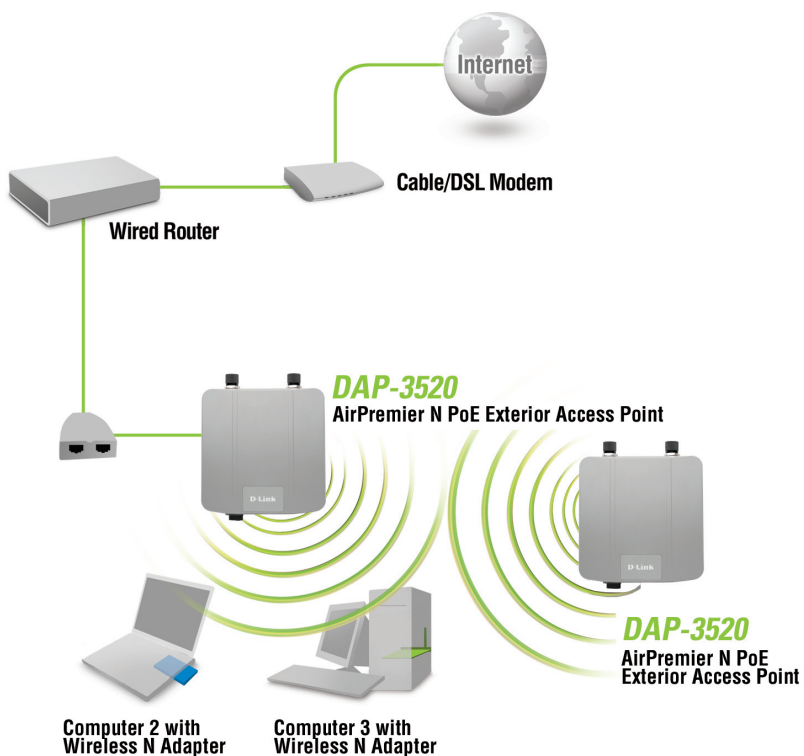 Internet
Cable/DSL Modem
Wired Router
DAP-3520
AirPremier N PoE Exterior Access Point
D-Link
D-Link
DAP-3520
AirPremier N PoE
Exterior Access Point
Computer 2 with
Wireless N Adapter
Computer 3 with
Wireless N Adapter